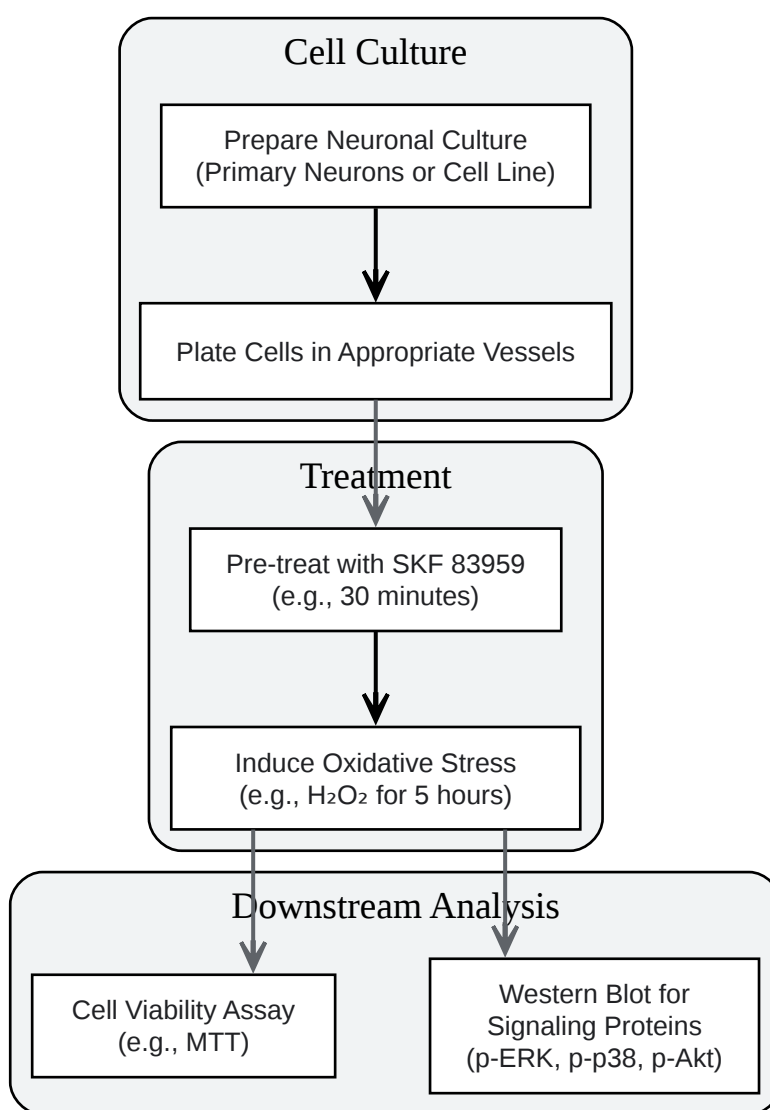 Cell Culture
Prepare Neuronal Culture
(Primary Neurons or Cell Line)
Plate Cells in Appropriate Vessels
Treatment
Pre-treat with SKF 83959
(e.g., 30 minutes)
Induce Oxidative Stress
(e.g., H₂O₂ for 5 hours)
Downstream Analysis
Cell Viability Assay
(e.g., MTT)
Western Blot for
Signaling Proteins
(p-ERK, p-p38, p-Akt)